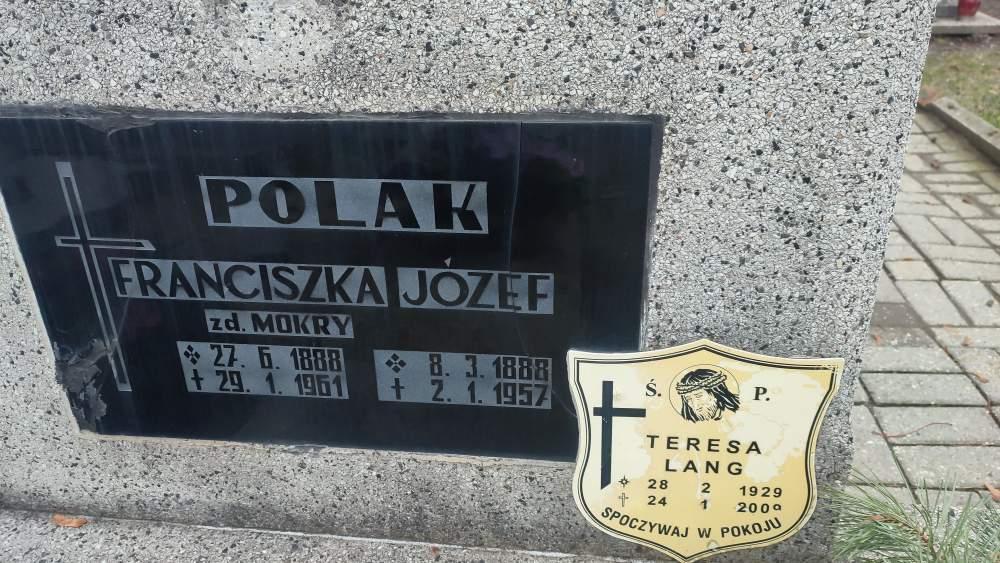 POLAK
FRANCISZKA JÓZEF
zd. MOKRY
27. 6. 1888 8. 3. 1888
29. 1. 1961 2. 1. 1957
Ś. P.
TERESA
LANG
28 2 1929
24 1 2009
SPOCZYWAJ W POKOJU